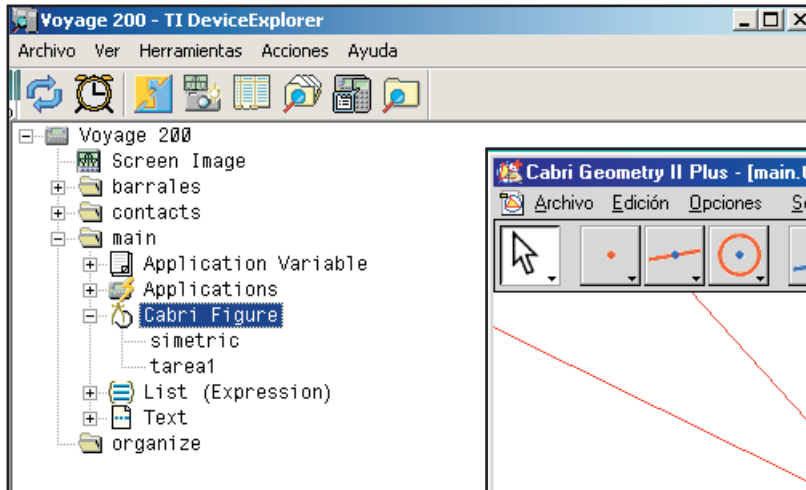 Voyage 200 - TI DeviceExplorer
Archivo Ver Herramientas Acciones Ayuda
Voyage 200
Screen Image
barrales
contacts
main
Application Variable
Applications
Cabri Figure
simetric
tarea1
List (Expression)
Text
organize
Cabri Geometry II Plus - [main.
Archivo Edición Opciones